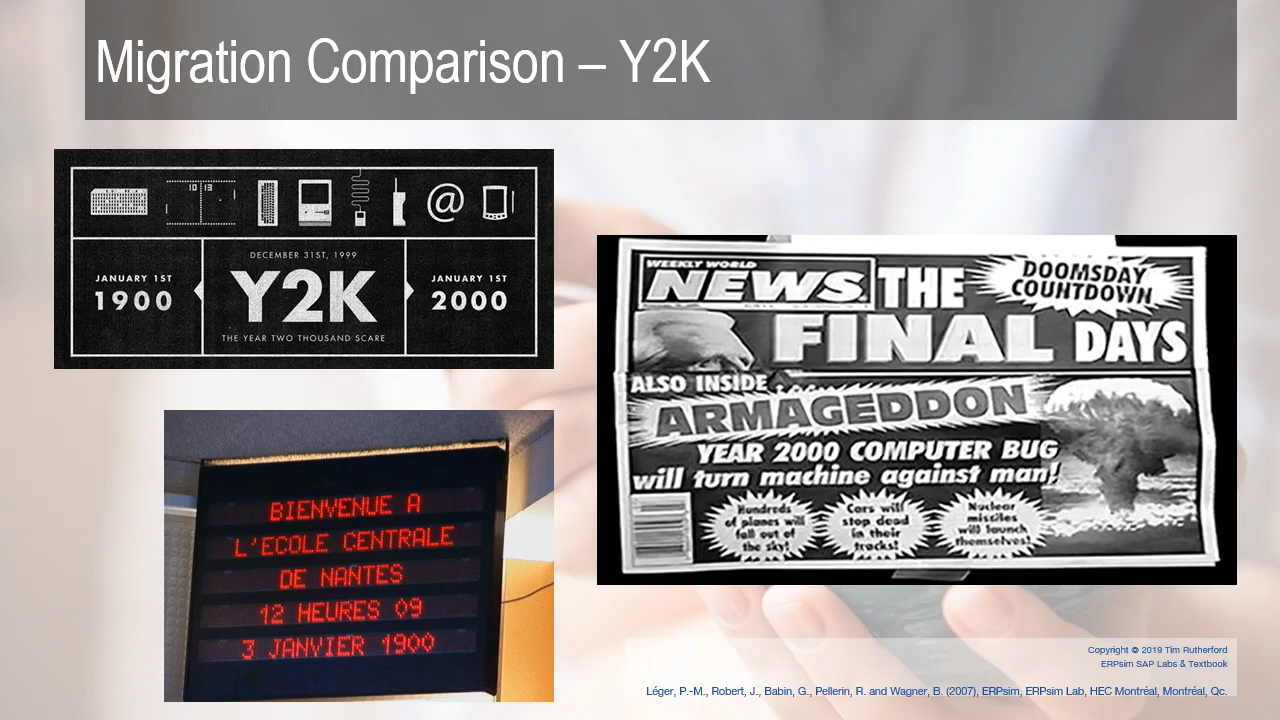 Migration Comparison – Y2K
10 13
@
DECEMBER 31ST, 1999
JANUARY 1ST
1900
Y2K
JANUARY 1ST
2000
THE YEAR TWO THOUSAND SCARE
BIENVENUE A
L'ECOLE CENTRALE
DE NANTES
12 HEURES 09
3 JANVIER 1900
WEEKLY WORLD
NEWS
THE
FINAL DAYS
DOOMSDAY
COUNTDOWN
ALSO INSIDE
ARMAGEDDON
YEAR 2000 COMPUTER BUG
will turn machine against man!
Hundreds
of planes will
fall out of
the sky!
Cars will
stop dead
in their
tracks!
Nuclear
missiles
will launch
themselves!
Copyright © 2019 Tim Rutherford
ERPsim SAP Labs & Textbook
Léger, P.-M., Robert, J., Babin, G., Pellerin, R. and Wagner, B. (2007), ERPsim, ERPsim Lab, HEC Montréal, Montréal, Qc.